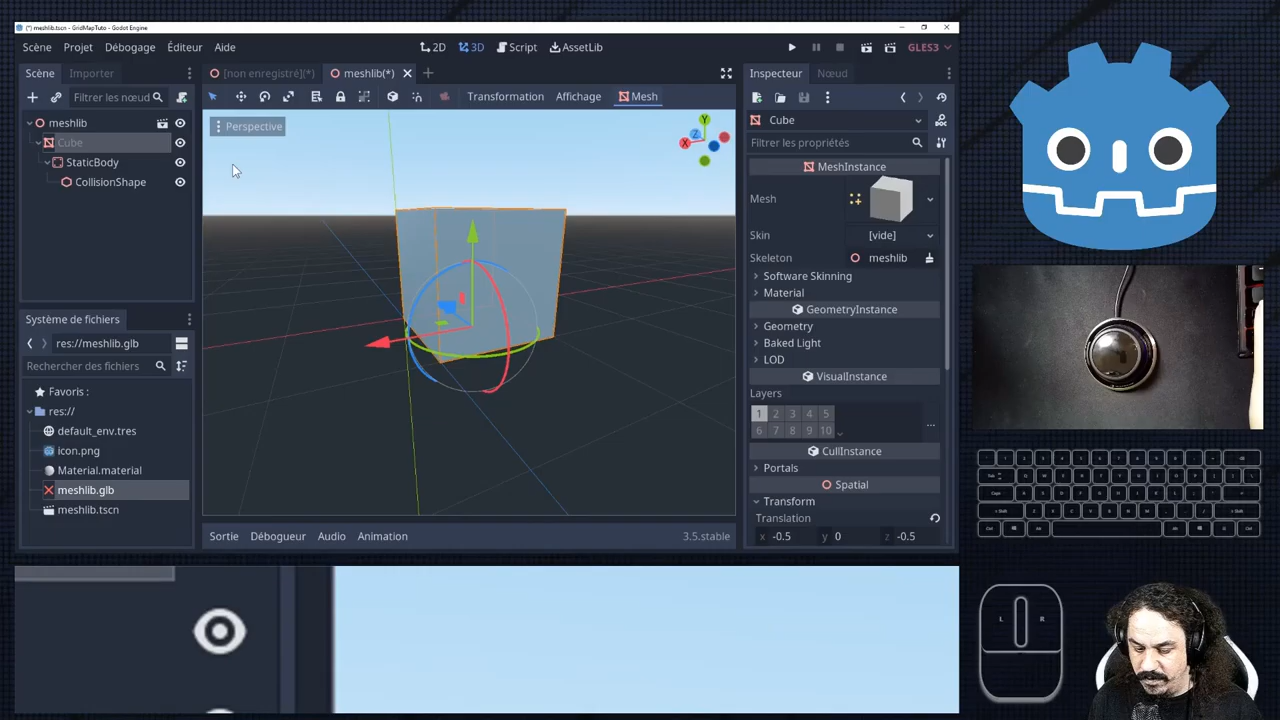 (*) meshlib.tscn - GridMapTuto - Godot Engine
Scène Projet Débogage Éditeur Aide
2D 3D Script AssetLib
GLES3
Scène Importer
[non enregistré](*) meshlib(*)
Inspecteur Nœud
Filtrer les nœud
Transformation Affichage Mesh
meshlib
Cube
StaticBody
CollisionShape
Perspective
Y
Z
X
Cube
Filtrer les propriétés
MeshInstance
Mesh
Skin [vide]
Skeleton meshlib
Software Skinning
Material
GeometryInstance
Geometry
Baked Light
LOD
VisualInstance
Layers
1 2 3 4 5
6 7 8 9 10
...
CullInstance
Portals
Spatial
Transform
Translation
x -0.5 y 0 z -0.5
Système de fichiers
res://meshlib.glb
Rechercher des fichiers
Favoris :
res://
default_env.tres
icon.png
Material.material
meshlib.glb
meshlib.tscn
Sortie Débogueur Audio Animation 3.5.stable
L R